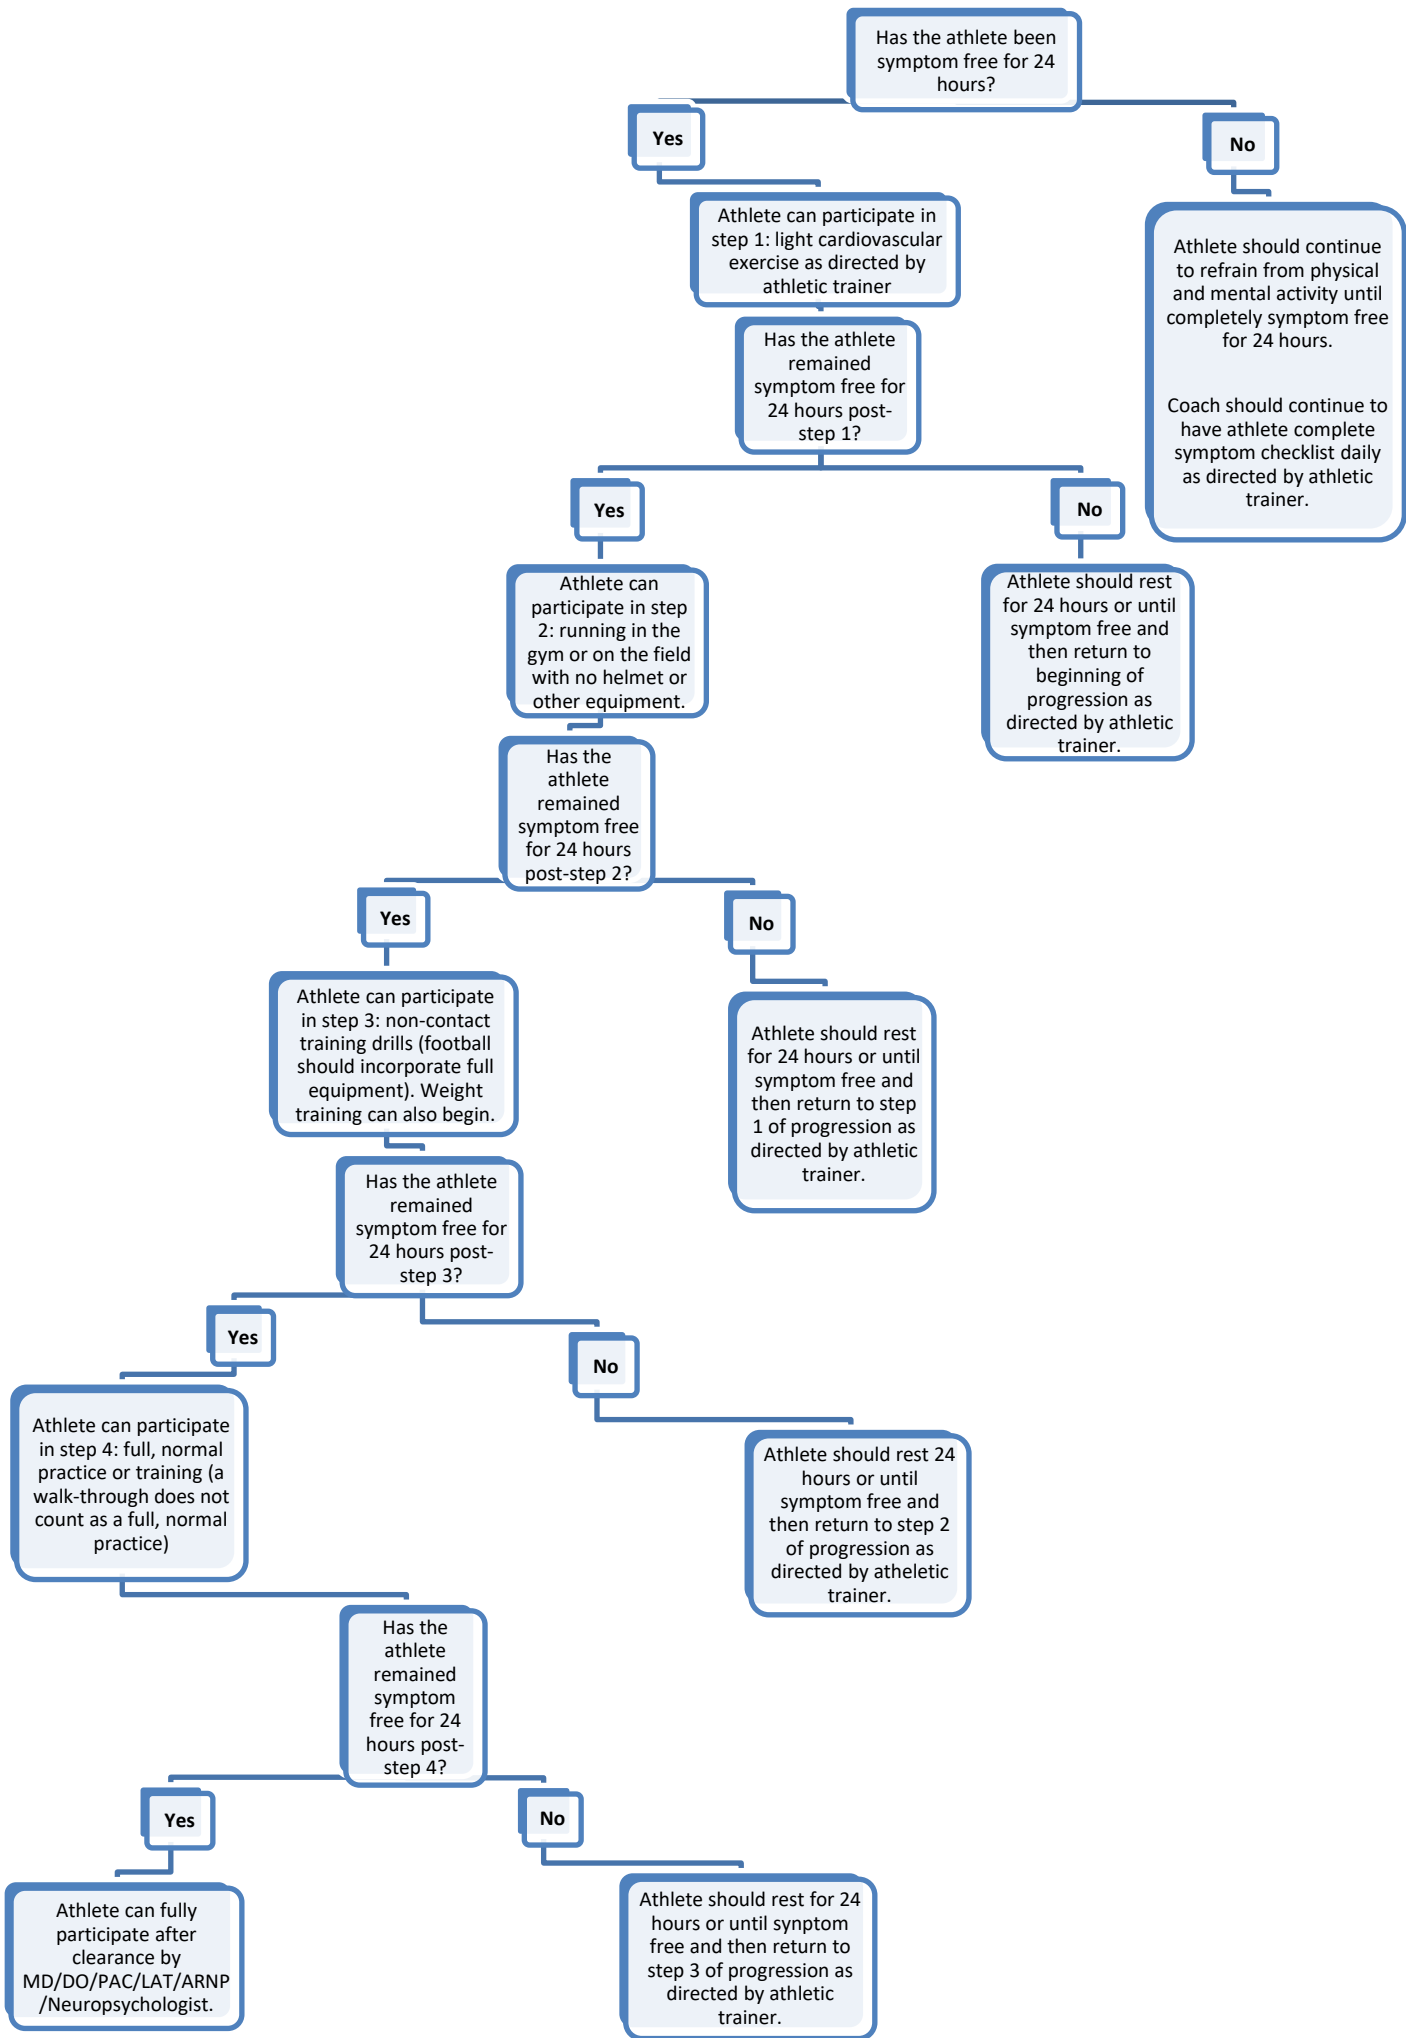 Has the athlete been
symptom free for 24
hours?
Yes
No
Athlete can participate in
step 1: light cardiovascular
exercise as directed by
athletic trainer
Athlete should continue
to refrain from physical
and mental activity until
completely symptom free
for 24 hours.
Coach should continue to
have athlete complete
symptom checklist daily
as directed by athletic
trainer.
Has the athlete
remained
symptom free for
24 hours post-
step 1?
Yes
No
Athlete can
participate in step
2: running in the
gym or on the field
with no helmet or
other equipment.
Athlete should rest
for 24 hours or until
symptom free and
then return to
beginning of
progression as
directed by athletic
trainer.
Has the
athlete
remained
symptom free
for 24 hours
post-step 2?
Yes
No
Athlete can participate
in step 3: non-contact
training drills (football
should incorporate full
equipment). Weight
training can also begin.
Athlete should rest
for 24 hours or until
symptom free and
then return to step
1 of progression as
directed by athletic
trainer.
Has the athlete
remained
symptom free for
24 hours post-
step 3?
Yes
No
Athlete can participate
in step 4: full, normal
practice or training (a
walk-through does not
count as a full, normal
practice)
Athlete should rest 24
hours or until
symptom free and
then return to step 2
of progression as
directed by atheletic
trainer.
Has the
athlete
remained
symptom
free for 24
hours post-
step 4?
Yes
No
Athlete can fully
participate after
clearance by
MD/DO/PAC/LAT/ARNP
/Neuropsychologist.
Athlete should rest for 24
hours or until synptom
free and then return to
step 3 of progression as
directed by athletic
trainer.